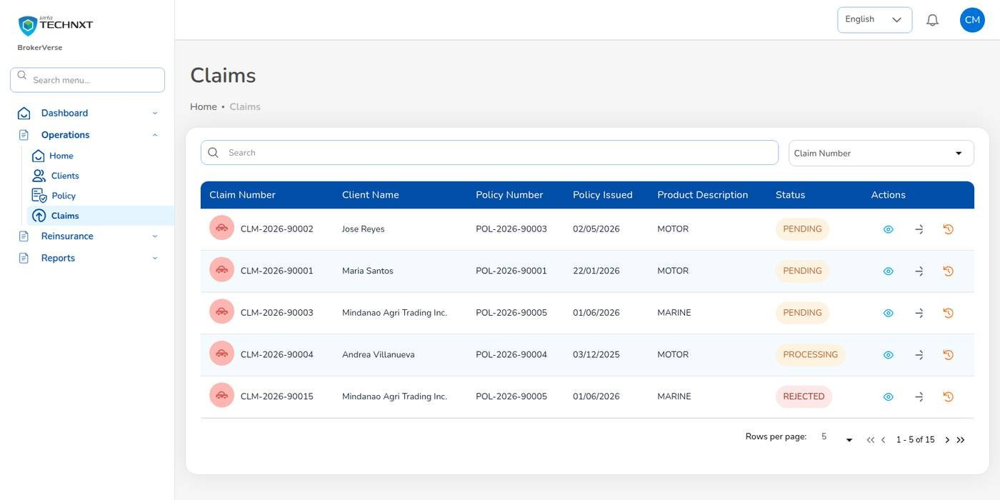 iorta
TECHNXT
BrokerVerse
Search menu...
Dashboard
Operations
Home
Clients
Policy
Claims
Reinsurance
Reports
English
CM
Claims
Home • Claims
Search
Claim Number
Claim Number Client Name Policy Number Policy Issued Product Description Status Actions
CLM-2026-90002 Jose Reyes POL-2026-90003 02/05/2026 MOTOR PENDING
CLM-2026-90001 Maria Santos POL-2026-90001 22/01/2026 MOTOR PENDING
CLM-2026-90003 Mindanao Agri Trading Inc. POL-2026-90005 01/06/2026 MARINE PENDING
CLM-2026-90004 Andrea Villanueva POL-2026-90004 03/12/2025 MOTOR PROCESSING
CLM-2026-90015 Mindanao Agri Trading Inc. POL-2026-90005 01/06/2026 MARINE REJECTED
Rows per page: 5 1 - 5 of 15